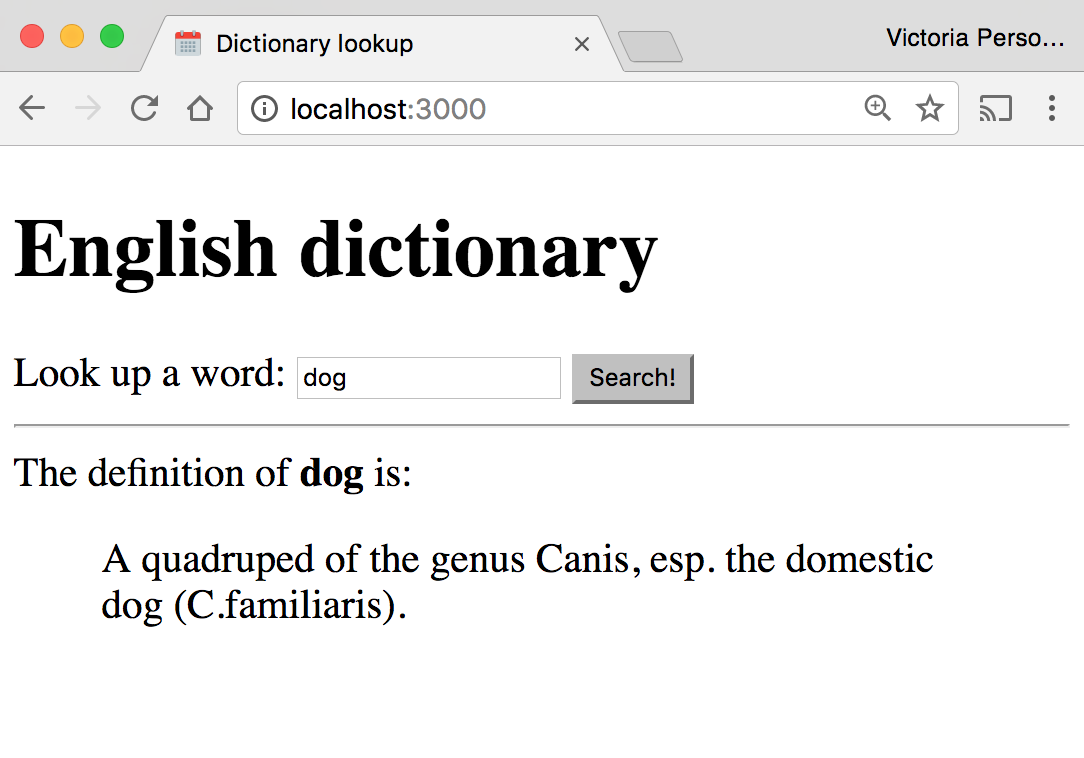 Dictionary lookup
Victoria Perso...
localhost:3000
English dictionary
Look up a word: dog Search!
The definition of dog is:
A quadruped of the genus Canis, esp. the domestic
dog (C.familiaris).